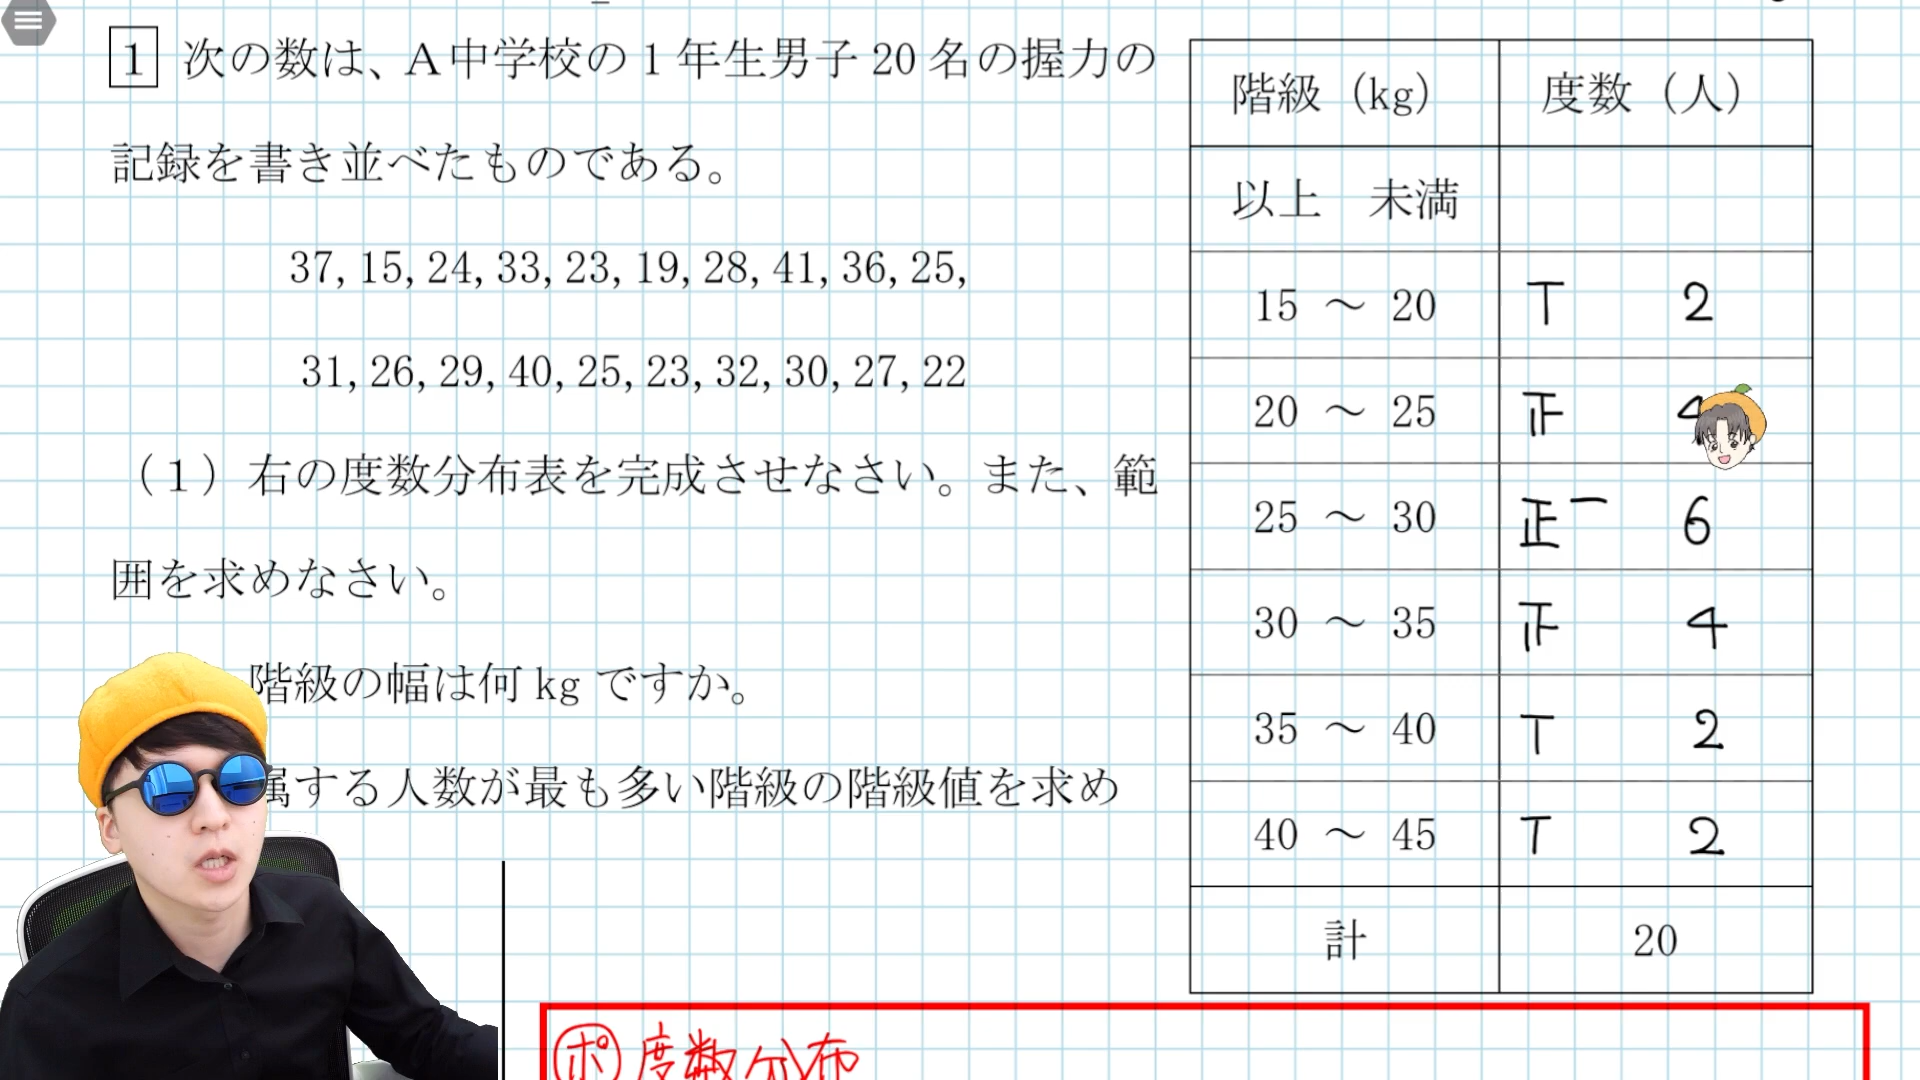 1 次の数は、A中学校の1年生男子20名の握力の
記録を書き並べたものである。
37, 15, 24, 33, 23, 19, 28, 41, 36, 25,
31, 26, 29, 40, 25, 23, 32, 30, 27, 22
(1)右の度数分布表を完成させなさい。また、範
囲を求めなさい。
階級の幅は何kgですか。
属する人数が最も多い階級の階級値を求め
階級(kg) 度数(人)
以上 未満
15 ～ 20 T 2
20 ～ 25 正 4
25 ～ 30 正一 6
30 ～ 35 正 4
35 ～ 40 T 2
40 ～ 45 T 2
計 20
ポ 度数分布